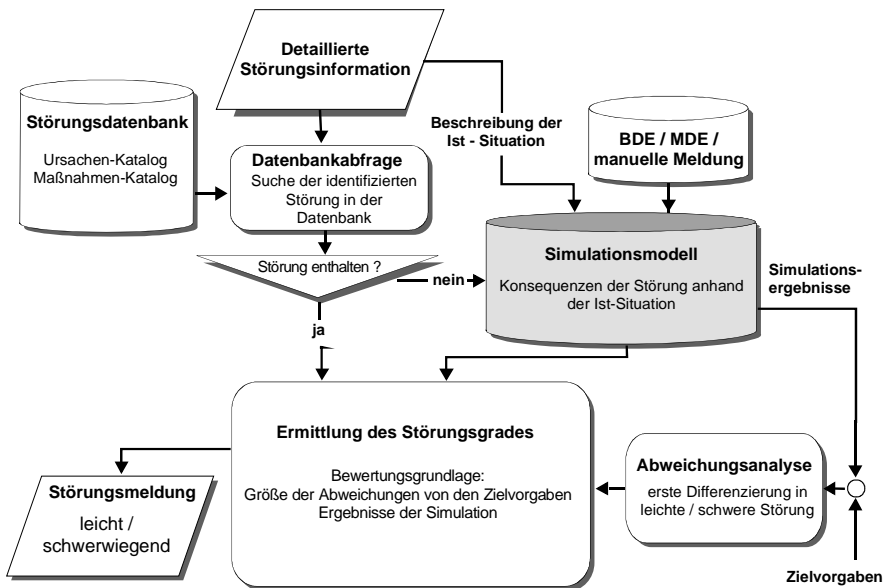 Detaillierte
Störungsinformation
Störungsdatenbank
Ursachen-Katalog
Maßnahmen-Katalog
Datenbankabfrage
Suche der identifizierten
Störung in der
Datenbank
Beschreibung der
Ist - Situation
BDE / MDE /
manuelle Meldung
Störung enthalten ?
nein
ja
Simulationsmodell
Konsequenzen der Störung anhand
der Ist-Situation
Simulations-
ergebnisse
Ermittlung des Störungsgrades
Bewertungsgrundlage:
Größe der Abweichungen von den Zielvorgaben
Ergebnisse der Simulation
Abweichungsanalyse
erste Differenzierung in
leichte / schwere Störung
Störungsmeldung
leicht /
schwerwiegend
Zielvorgaben